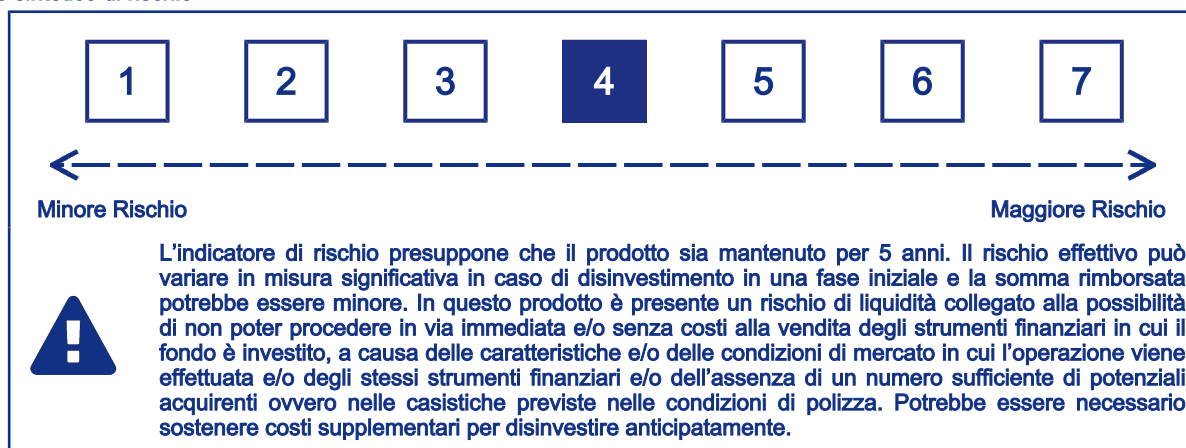 1 2 3 4 5 6 7
Minore Rischio Maggiore Rischio
L'indicatore di rischio presuppone che il prodotto sia mantenuto per 5 anni. Il rischio effettivo può
variare in misura significativa in caso di disinvestimento in una fase iniziale e la somma rimborsata
potrebbe essere minore. In questo prodotto è presente un rischio di liquidità collegato alla possibilità
di non poter procedere in via immediata e/o senza costi alla vendita degli strumenti finanziari in cui il
fondo è investito, a causa delle caratteristiche e/o delle condizioni di mercato in cui l'operazione viene
effettuata e/o degli stessi strumenti finanziari e/o dell'assenza di un numero sufficiente di potenziali
acquirenti ovvero nelle casistiche previste nelle condizioni di polizza. Potrebbe essere necessario
sostenere costi supplementari per disinvestire anticipatamente.